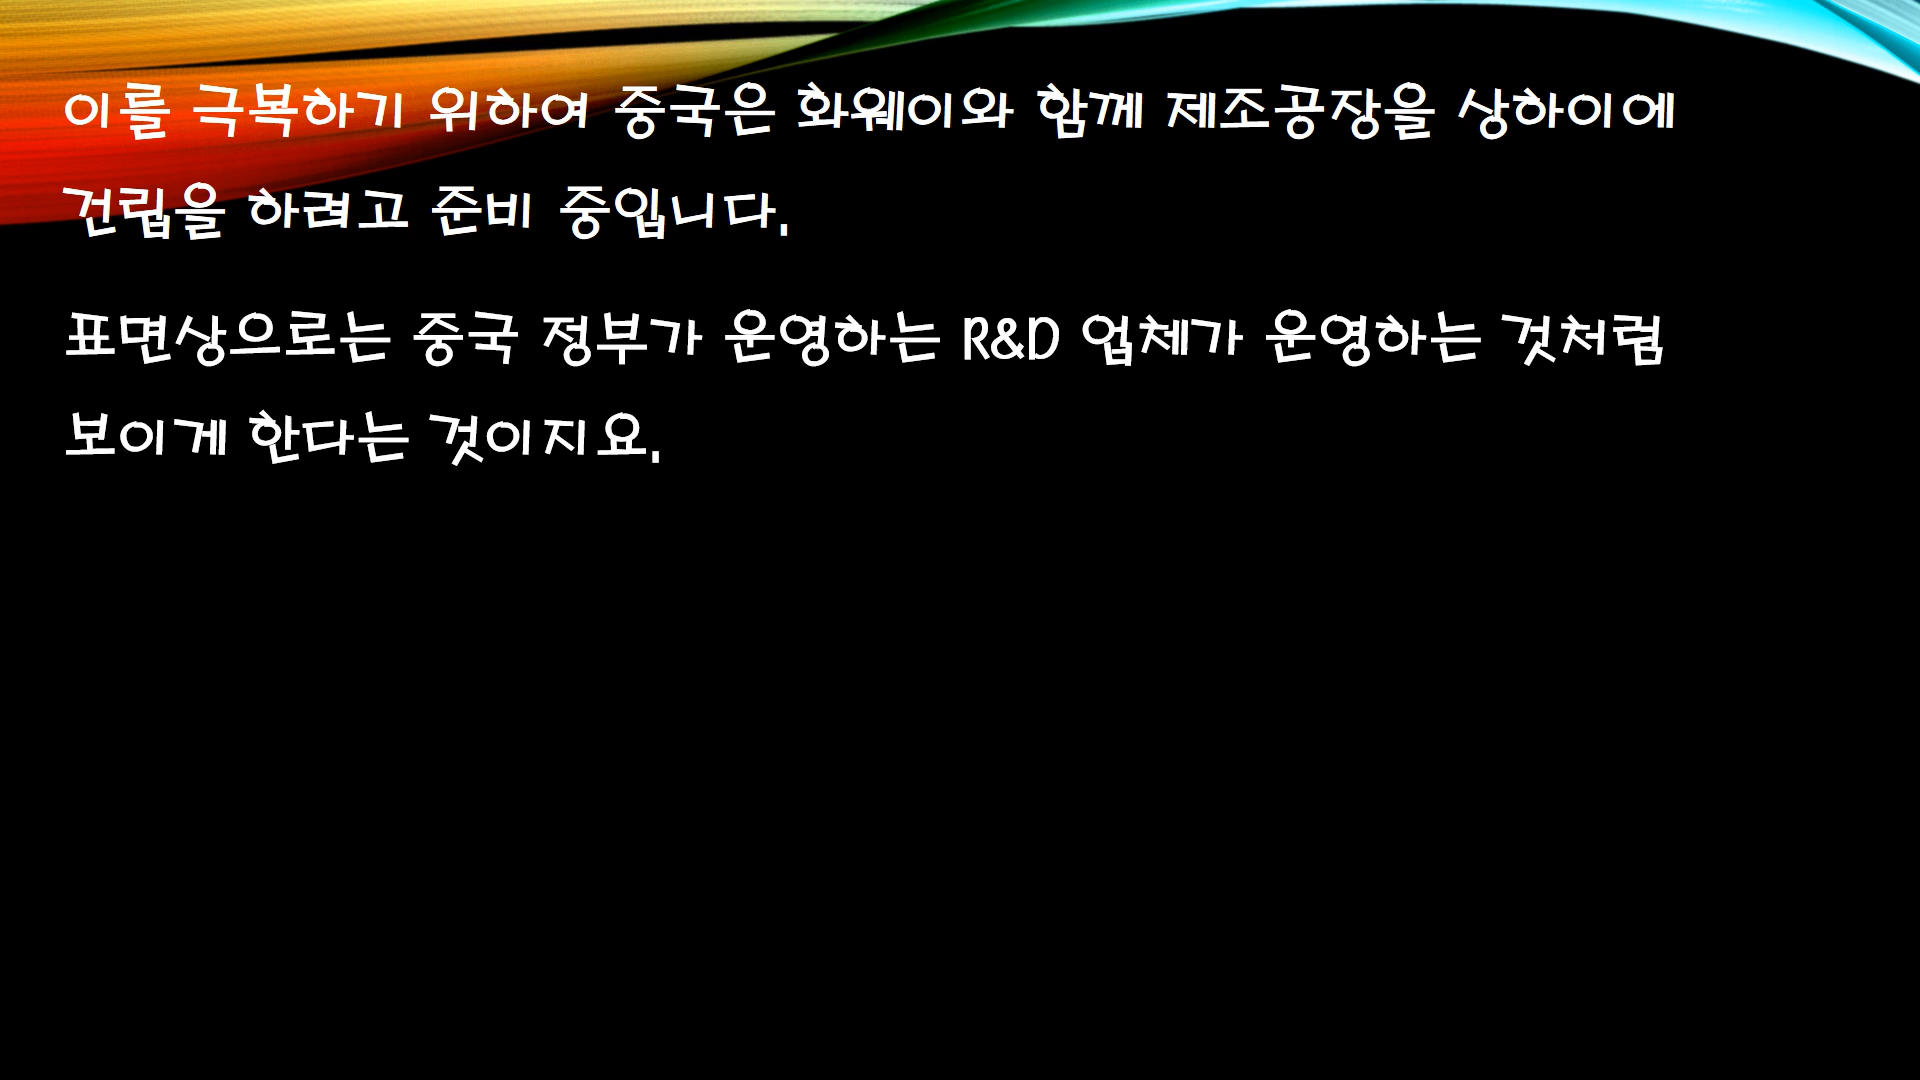 이를 극복하기 위하여 중국은 화웨이와 함께 제조공장을 상하이에
건립을 하려고 준비 중입니다.
표면상으로는 중국 정부가 운영하는 R&D 업체가 운영하는 것처럼
보이게 한다는 것이지요.